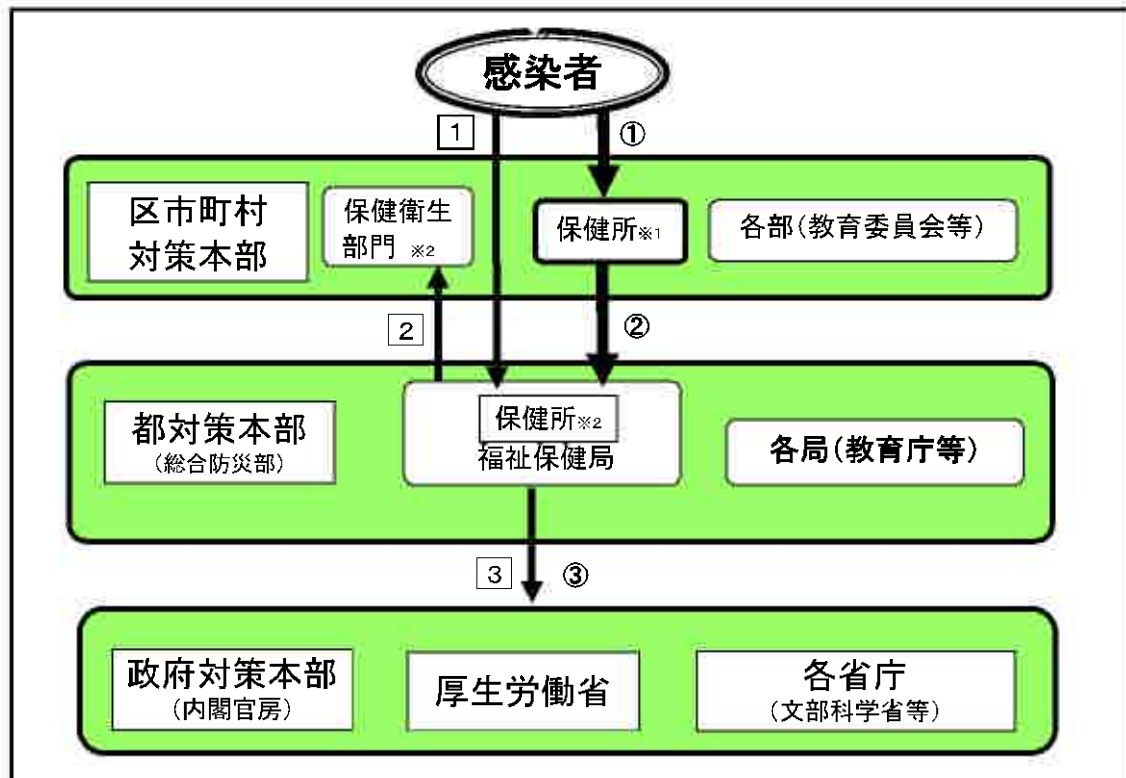 感染者
1
①
区市町村
対策本部
保健衛生
部門 ※2
保健所※1
各部(教育委員会等)
2
②
都対策本部
(総合防災部)
保健所※2
福祉保健局
各局(教育庁等)
3
③
政府対策本部
(内閣官房)
厚生労働省
各省庁
(文部科学省等)